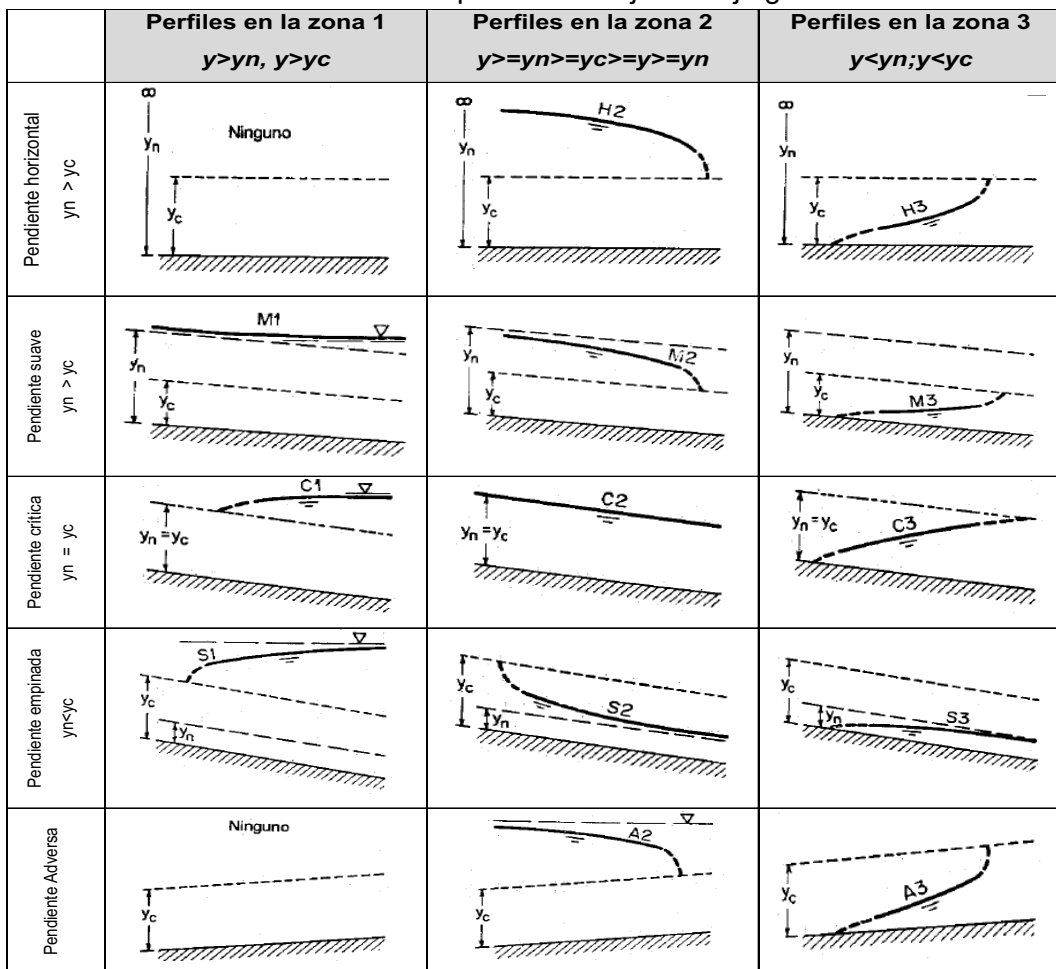 Perfiles en la zona 1
y>yn, y>yc
Perfiles en la zona 2
y>=yn>=yc>=y>=yn
Perfiles en la zona 3
y<yn;y<yc
Pendiente horizontal
yn > yc
∞
yn
Ninguno
yc
∞
yn
H2
yc
∞
yn
yc
H3
Pendiente suave
yn > yc
M1
yn
yc
yn
M2
yc
yn
yc
M3
Pendiente crítica
yn = yc
C1
yn=yc
C2
yn=yc
yn=yc
C3
Pendiente empinada
yn<yc
S1
yc
yn
yc
yn
S2
yc
yn
S3
Pendiente Adversa
Ninguno
yc
A2
yc
yc
A3